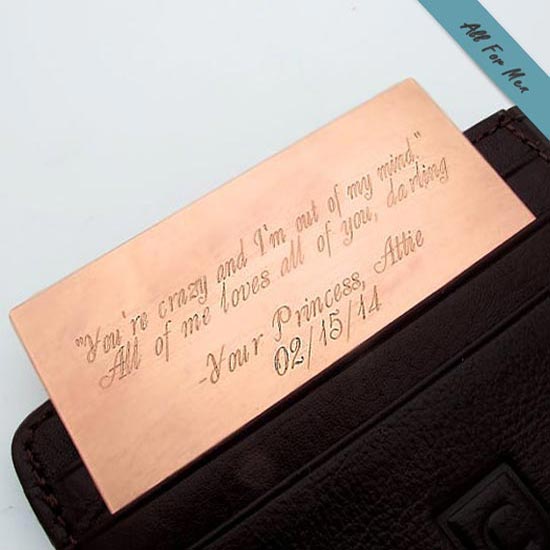 All For Men
"You're crazy and I'm out of my mind."
All of me loves all of you, darling
-Your Princess, Attie
02/15/14
C